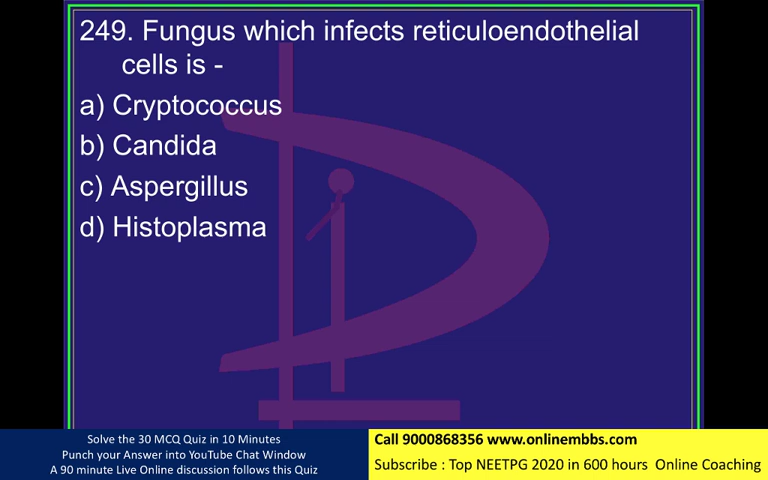 249. Fungus which infects reticuloendothelial
cells is -
a) Cryptococcus
b) Candida
c) Aspergillus
d) Histoplasma
Solve the 30 MCQ Quiz in 10 Minutes
Punch your Answer into YouTube Chat Window
A 90 minute Live Online discussion follows this Quiz
Call 9000868356 www.onlinembbs.com
Subscribe : Top NEETPG 2020 in 600 hours Online Coaching